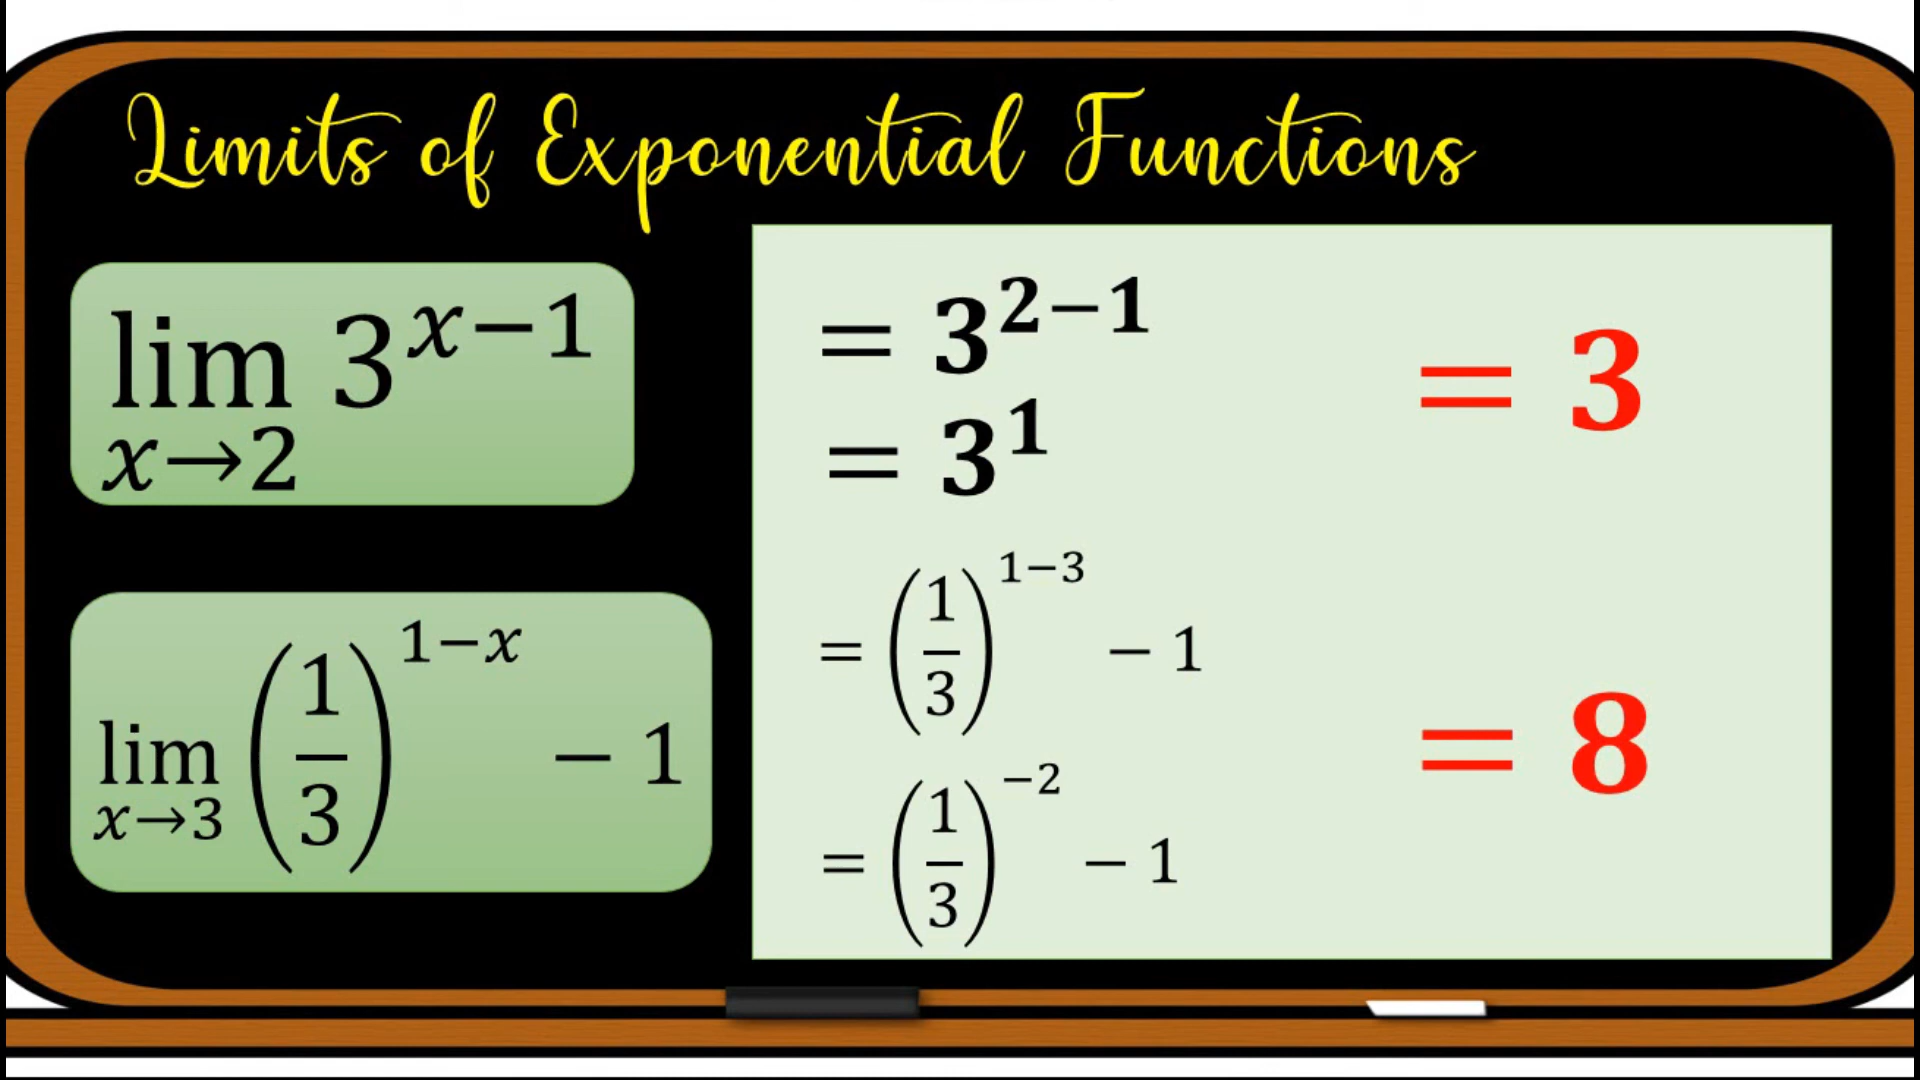 Limits of Exponential Functions
lim x→2 3^{x−1}
= 3^{2−1}
= 3^1
= 3
lim x→3 (1/3)^{1−x} − 1
= (1/3)^{1−3} − 1
= (1/3)^{−2} − 1
= 8